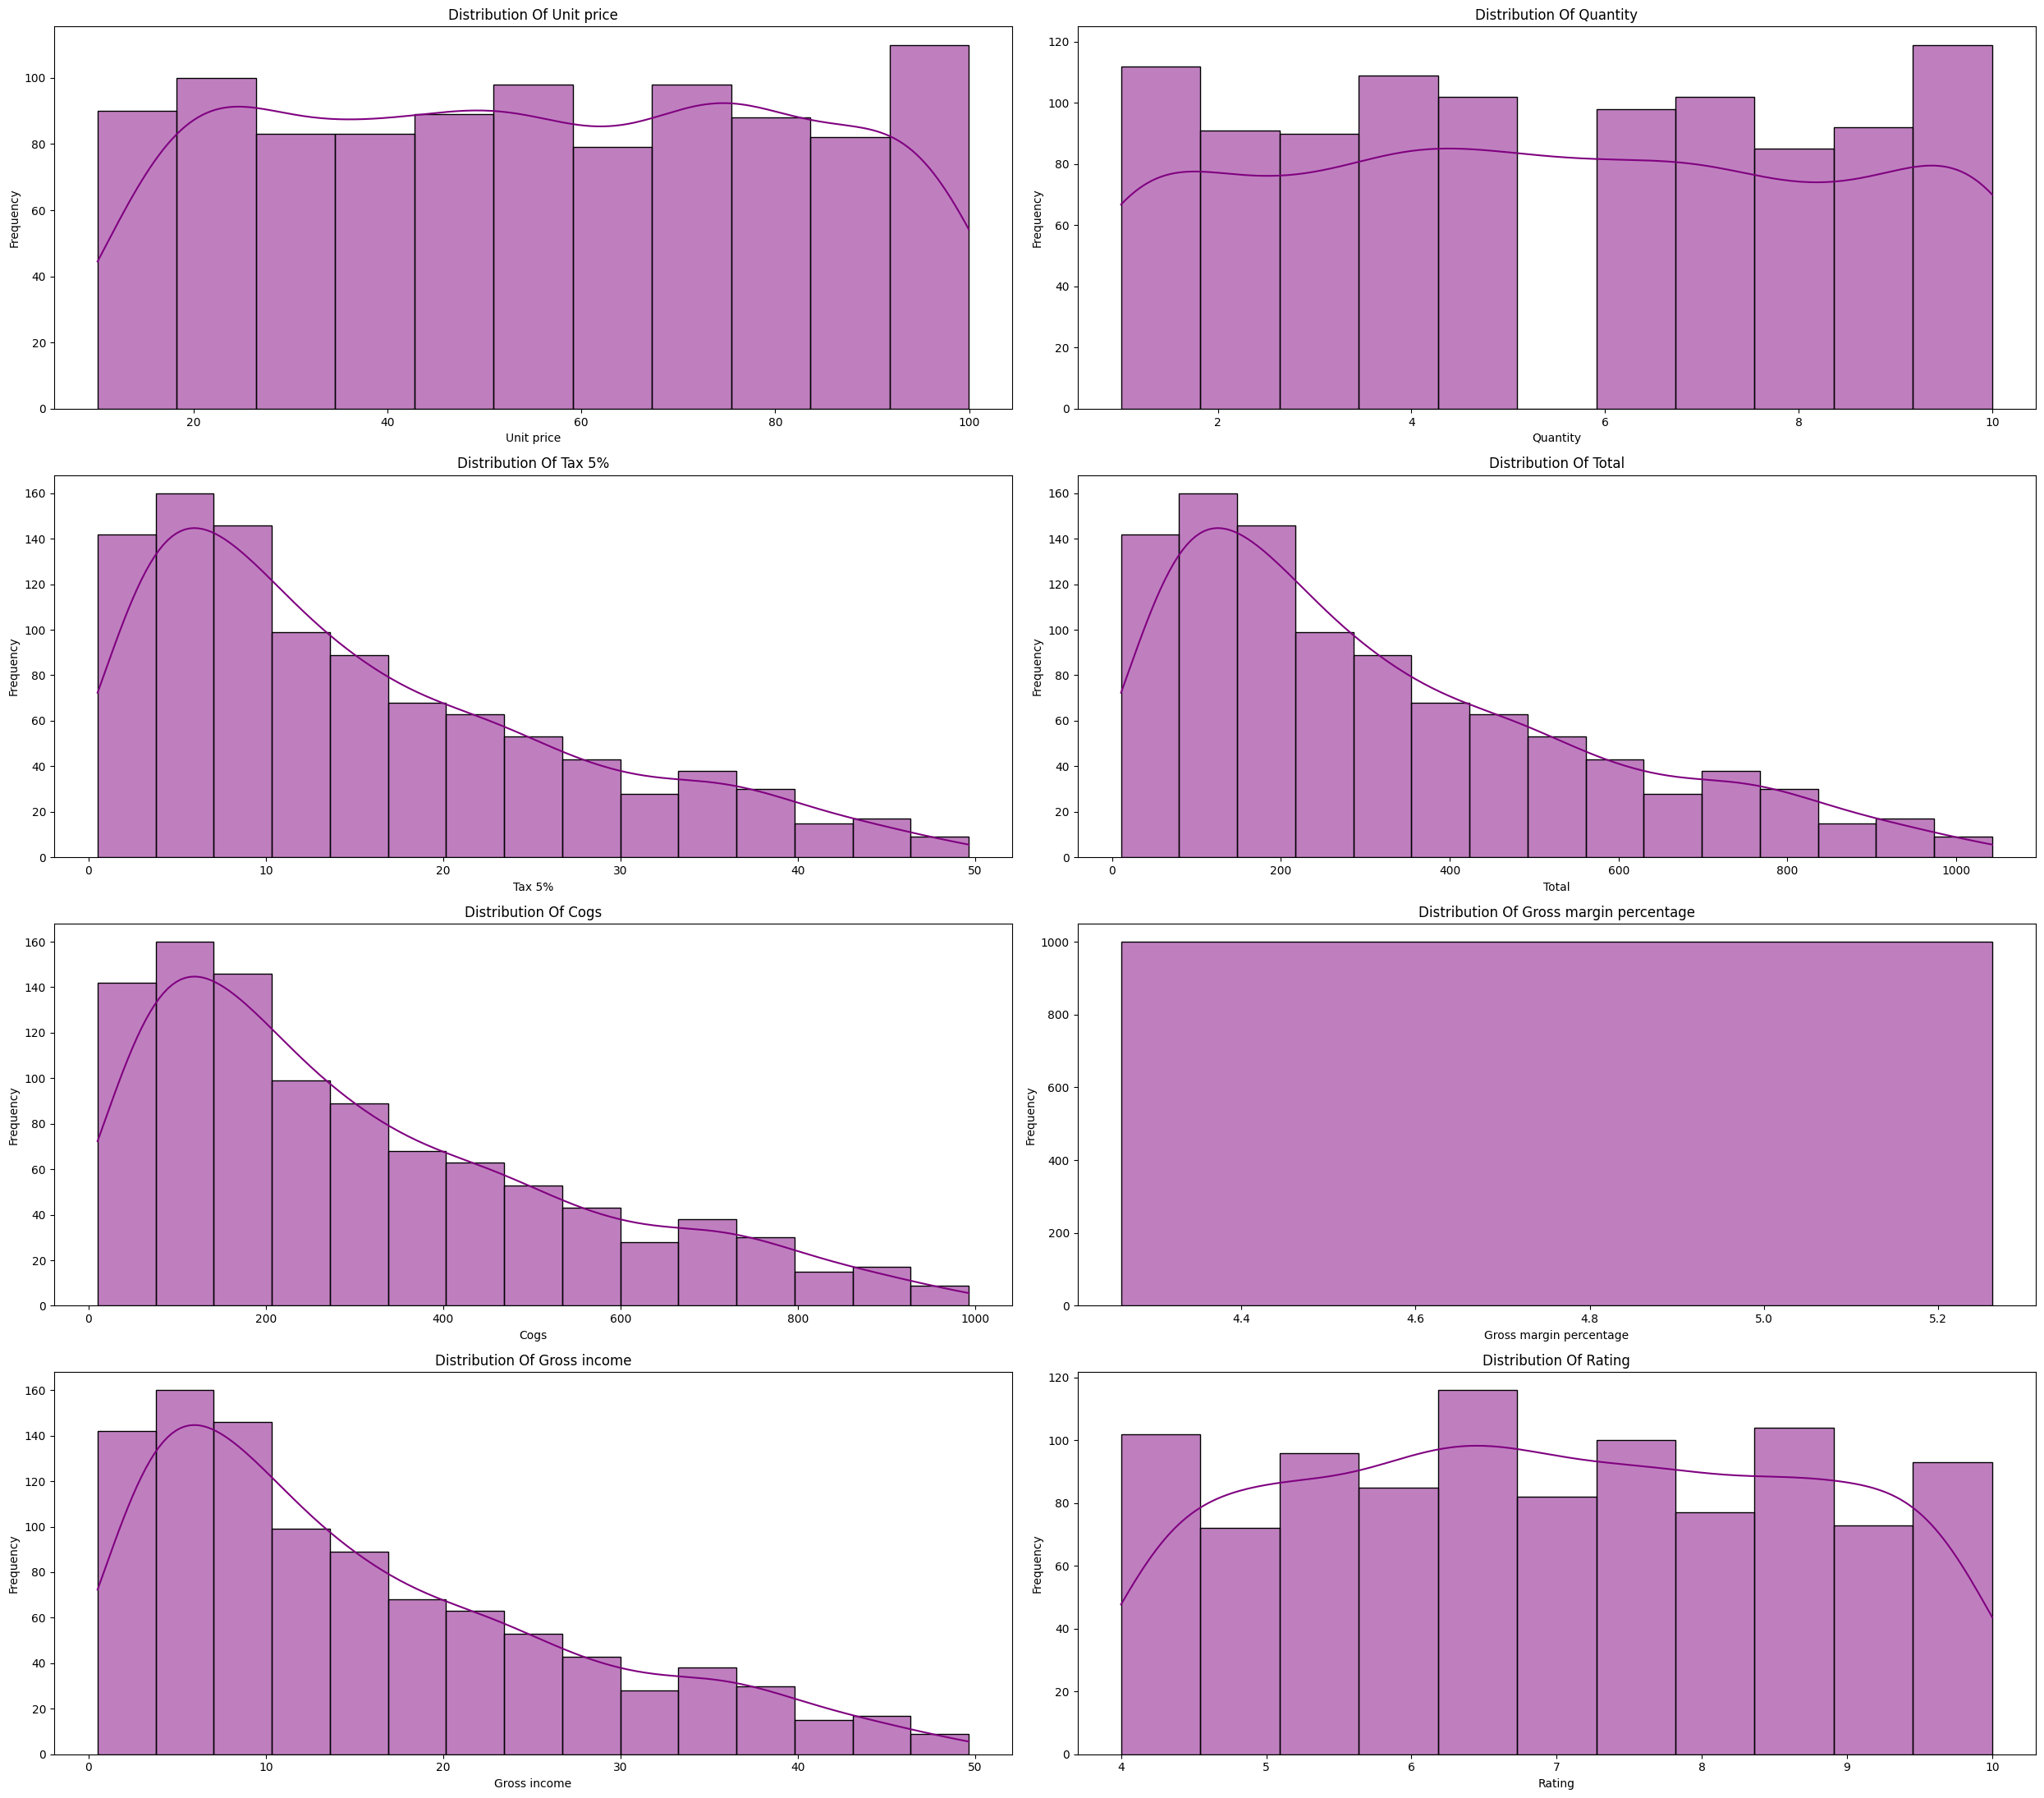 Distribution Of Unit price
Frequency
100
80
60
40
20
0
20 40 60 80 100
Unit price
Distribution Of Quantity
Frequency
120
100
80
60
40
20
0
2 4 6 8 10
Quantity
Distribution Of Tax 5%
Frequency
160
140
120
100
80
60
40
20
0
0 10 20 30 40 50
Tax 5%
Distribution Of Total
Frequency
160
140
120
100
80
60
40
20
0
0 200 400 600 800 1000
Total
Distribution Of Cogs
Frequency
160
140
120
100
80
60
40
20
0
0 200 400 600 800 1000
Cogs
Distribution Of Gross margin percentage
Frequency
1000
800
600
400
200
0
4.4 4.6 4.8 5.0 5.2
Gross margin percentage
Distribution Of Gross income
Frequency
160
140
120
100
80
60
40
20
0
0 10 20 30 40 50
Gross income
Distribution Of Rating
Frequency
120
100
80
60
40
20
0
4 5 6 7 8 9 10
Rating